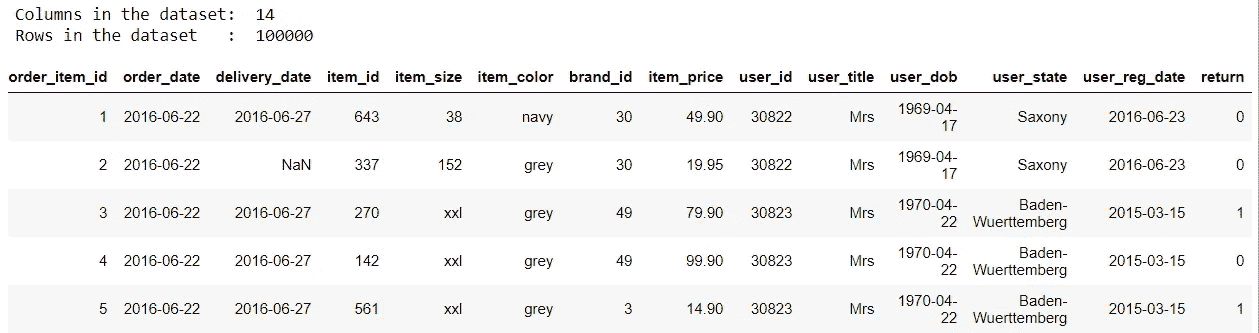 Columns in the dataset:  14
Rows in the dataset   :  100000
order_item_id order_date delivery_date item_id item_size item_color brand_id item_price user_id user_title user_dob user_state user_reg_date return
1 2016-06-22 2016-06-27 643 38 navy 30 49.90 30822 Mrs 1969-04-17 Saxony 2016-06-23 0
2 2016-06-22 NaN 337 152 grey 30 19.95 30822 Mrs 1969-04-17 Saxony 2016-06-23 0
3 2016-06-22 2016-06-27 270 xxl grey 49 79.90 30823 Mrs 1970-04-22 Baden-Wuerttemberg 2015-03-15 1
4 2016-06-22 2016-06-27 142 xxl grey 49 99.90 30823 Mrs 1970-04-22 Baden-Wuerttemberg 2015-03-15 0
5 2016-06-22 2016-06-27 561 xxl grey 3 14.90 30823 Mrs 1970-04-22 Baden-Wuerttemberg 2015-03-15 1